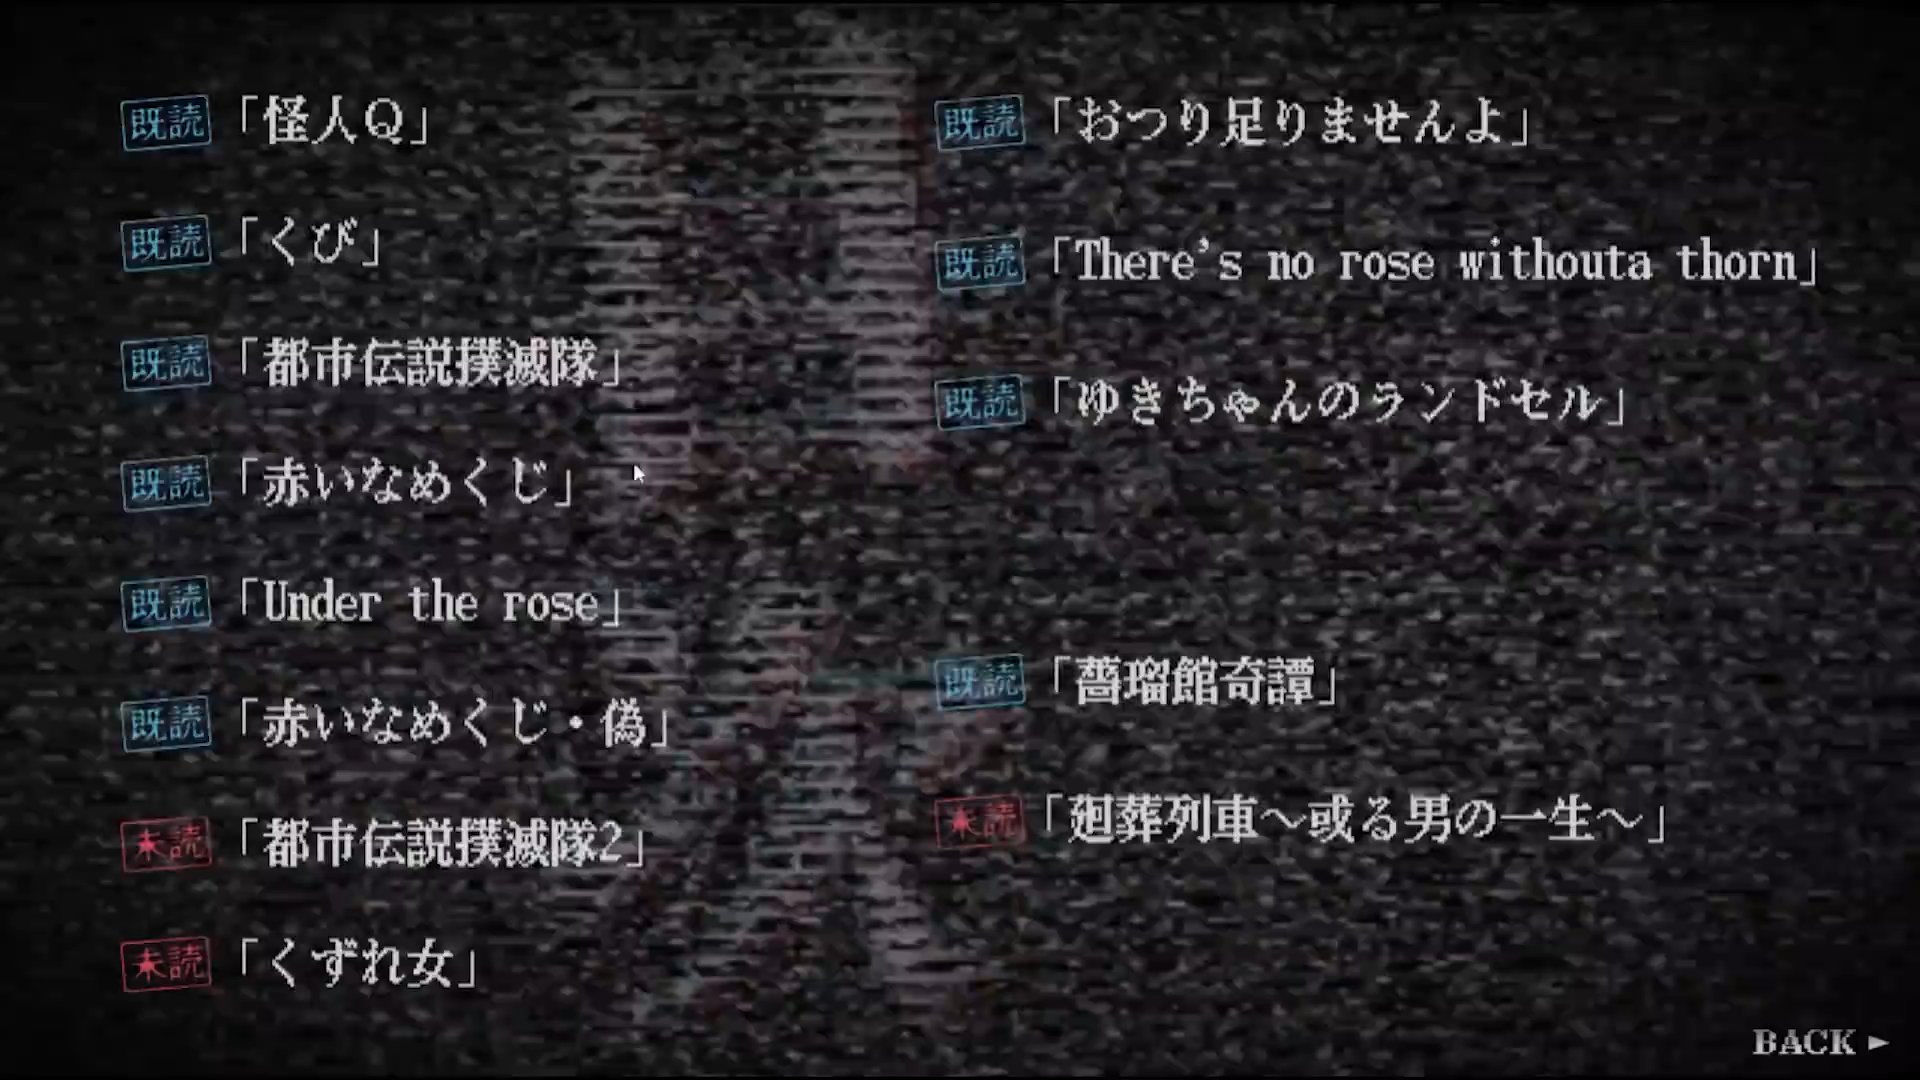 既読「怪人Q」
既読「くび」
既読「都市伝説撲滅隊」
既読「赤いなめくじ」
既読「Under the rose」
既読「赤いなめくじ・偽」
未読「都市伝説撲滅隊2」
未読「くずれ女」
既読「おつり足りませんよ」
既読「There's no rose withouta thorn」
既読「ゆきちゃんのランドセル」
既読「薔瑠館奇譚」
未読「廻葬列車～或る男の一生～」
BACK ►